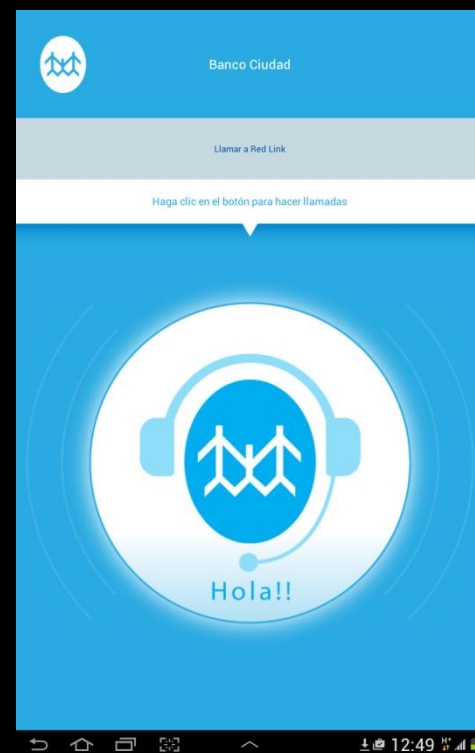 Banco Ciudad
Llamar a Red Link
Haga clic en el botón para hacer llamadas
Hola!!
12:49 H+